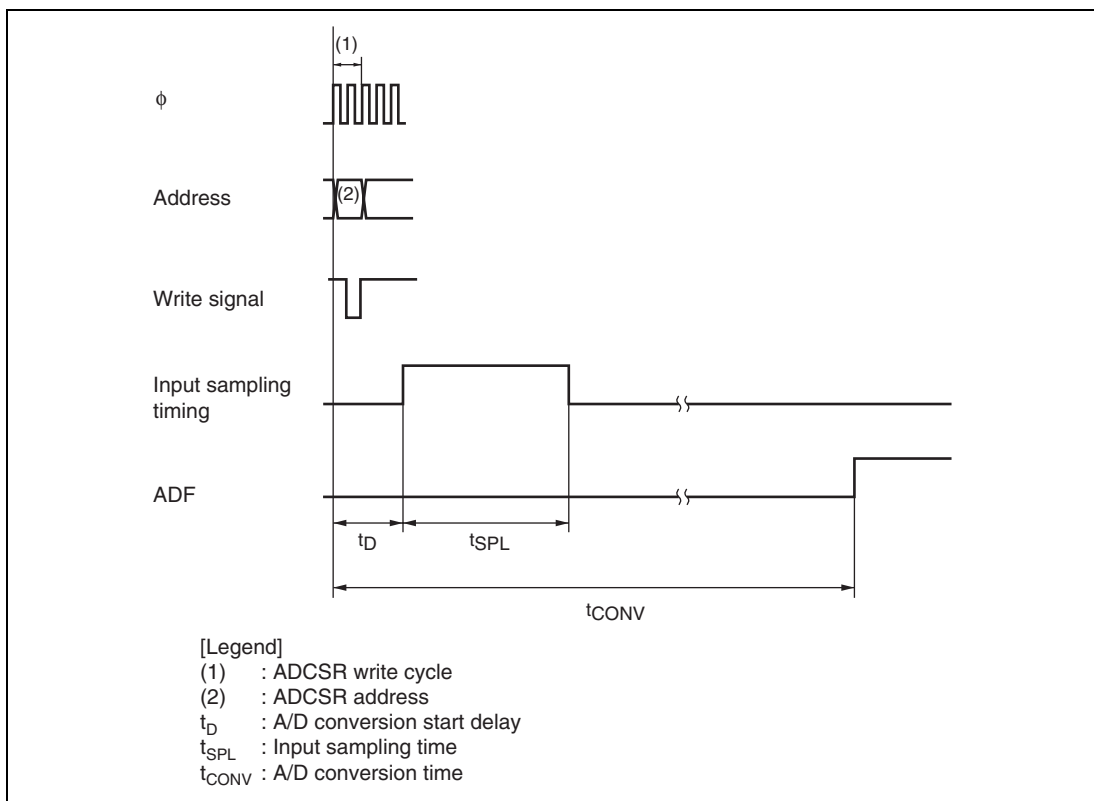 (1)
ϕ
Address
(2)
Write signal
Input sampling
timing
ADF
tD
tSPL
tCONV
[Legend]
(1) : ADCSR write cycle
(2) : ADCSR address
tD : A/D conversion start delay
tSPL : Input sampling time
tCONV : A/D conversion time